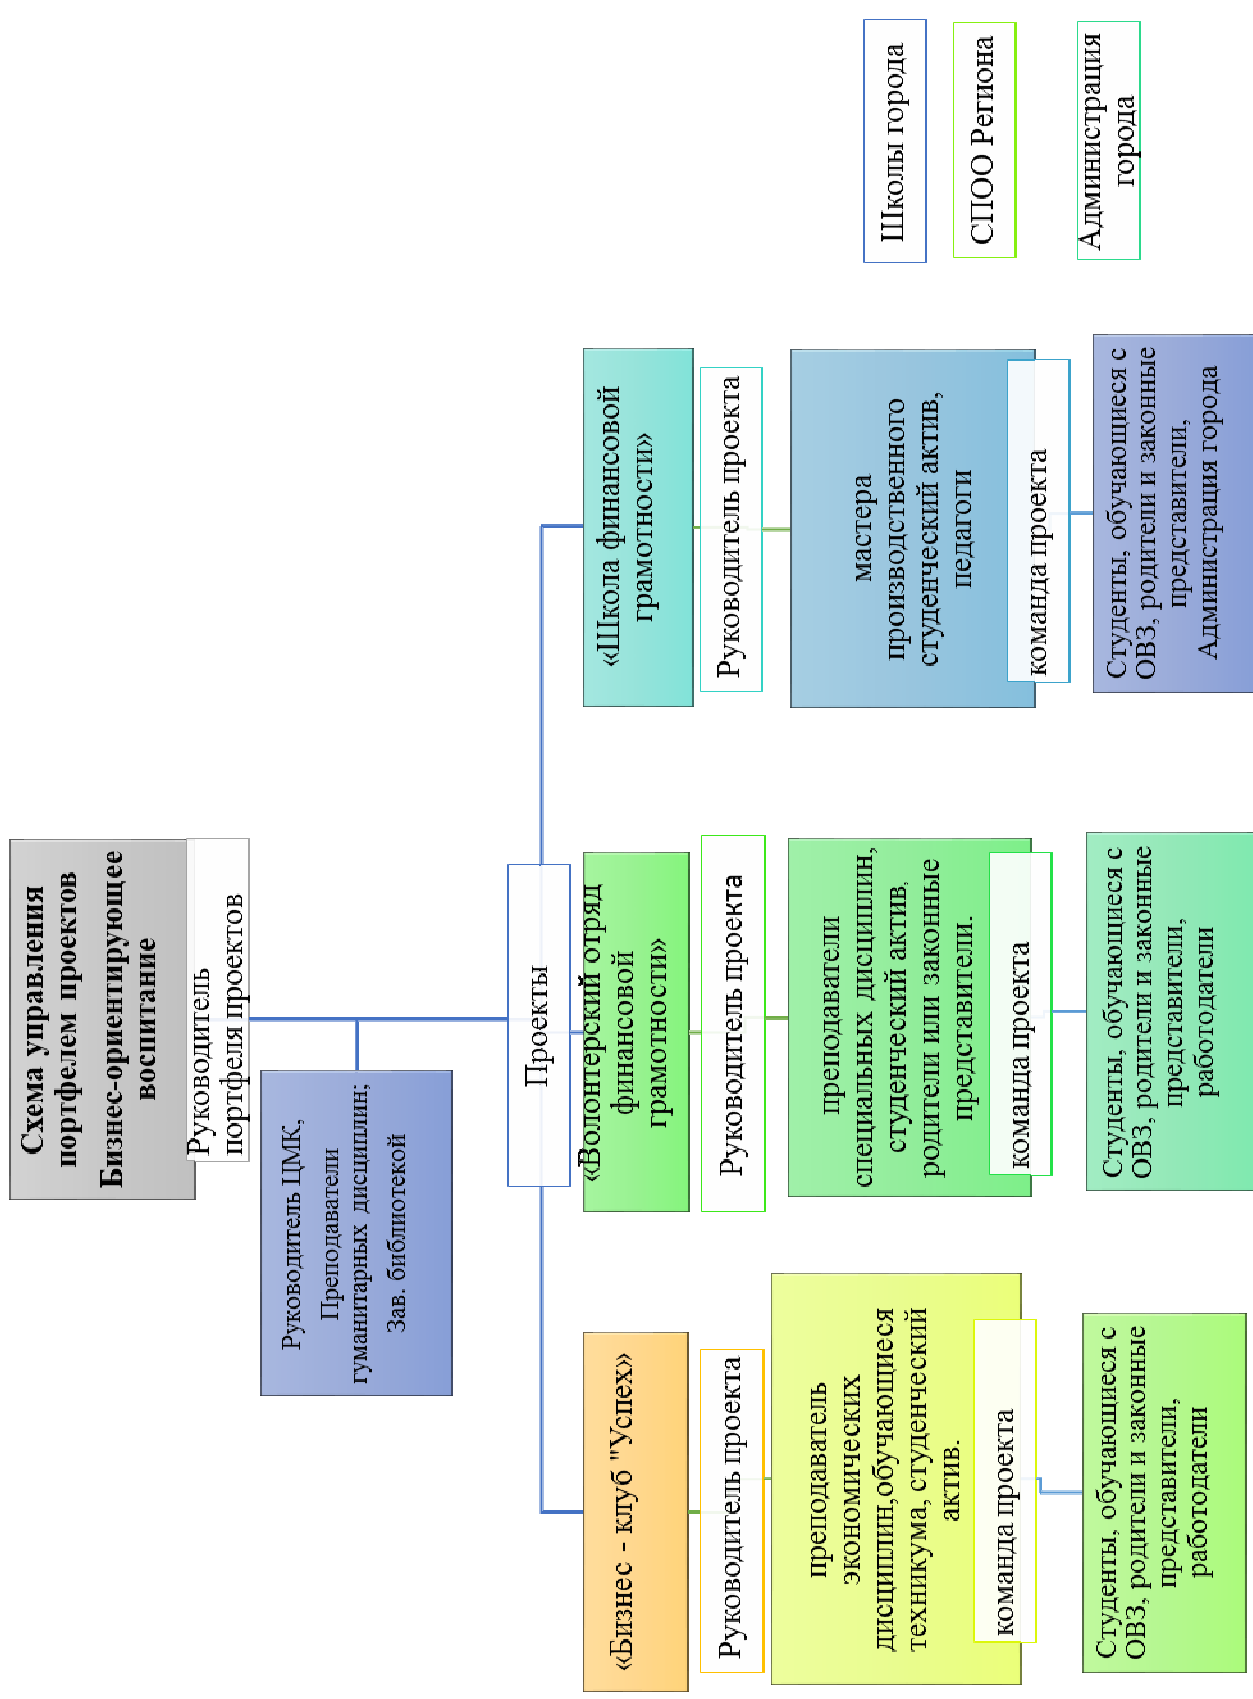 Схема управления
портфелем проектов
Бизнес-ориентирующее
воспитание
Руководитель
портфеля проектов
Руководитель ЦМК,
Преподаватели
гуманитарных дисциплин;
Зав. библиотекой
Проекты
«Бизнес - клуб "Успех»
Руководитель проекта
преподаватель
экономических
дисциплин,обучающиеся
техникума, студенческий
актив.
команда проекта
Студенты, обучающиеся с
ОВЗ, родители и законные
представители,
работодатели
«Волонтерский отряд
финансовой
грамотности»
Руководитель проекта
преподаватели
специальных дисциплин,
студенческий актив,
родители или законные
представители.
команда проекта
Студенты, обучающиеся с
ОВЗ, родители и законные
представители,
работодатели
«Школа финансовой
грамотности»
Руководитель проекта
мастера
производственного
студенческий актив,
педагоги
команда проекта
Студенты, обучающиеся с
ОВЗ, родители и законные
представители,
Администрация города
Школы города
СПОО Региона
Администрация
города